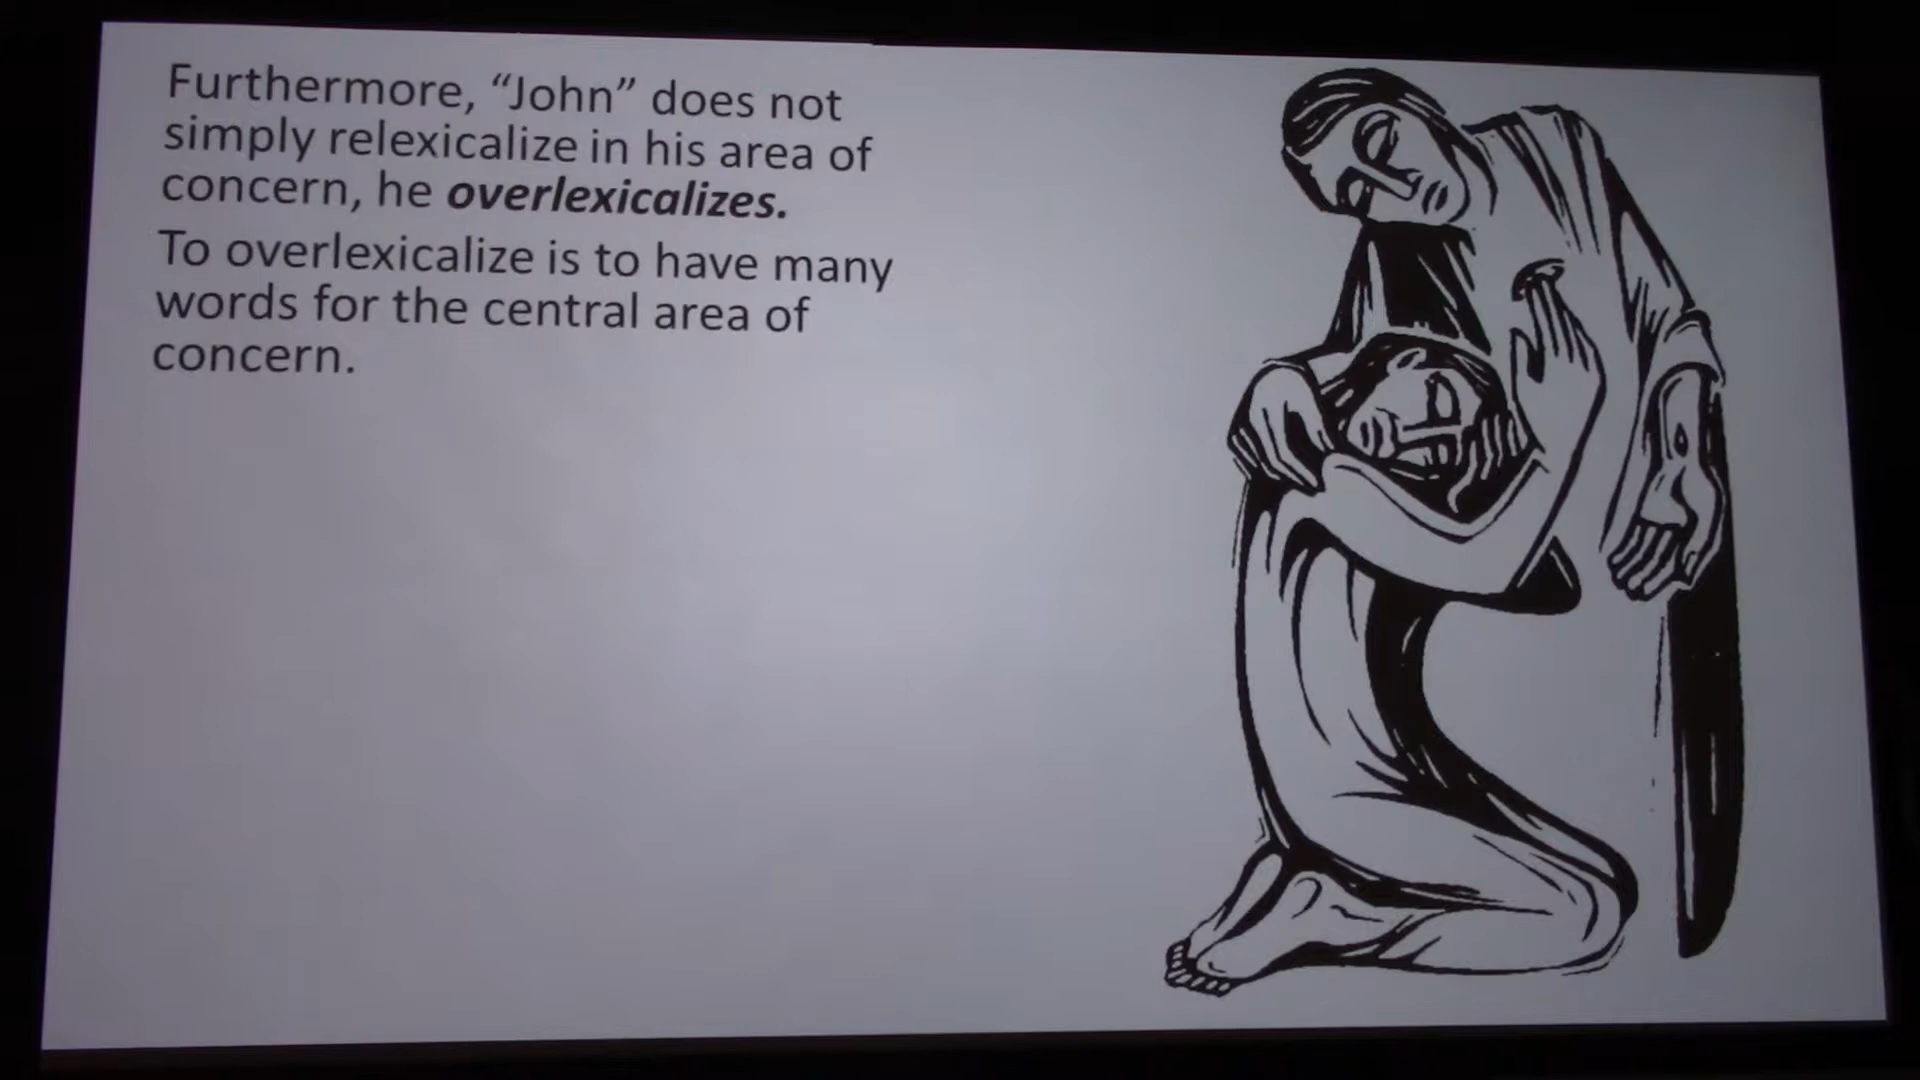 Furthermore, “John” does not
simply relexicalize in his area of
concern, he overlexicalizes.
To overlexicalize is to have many
words for the central area of
concern.